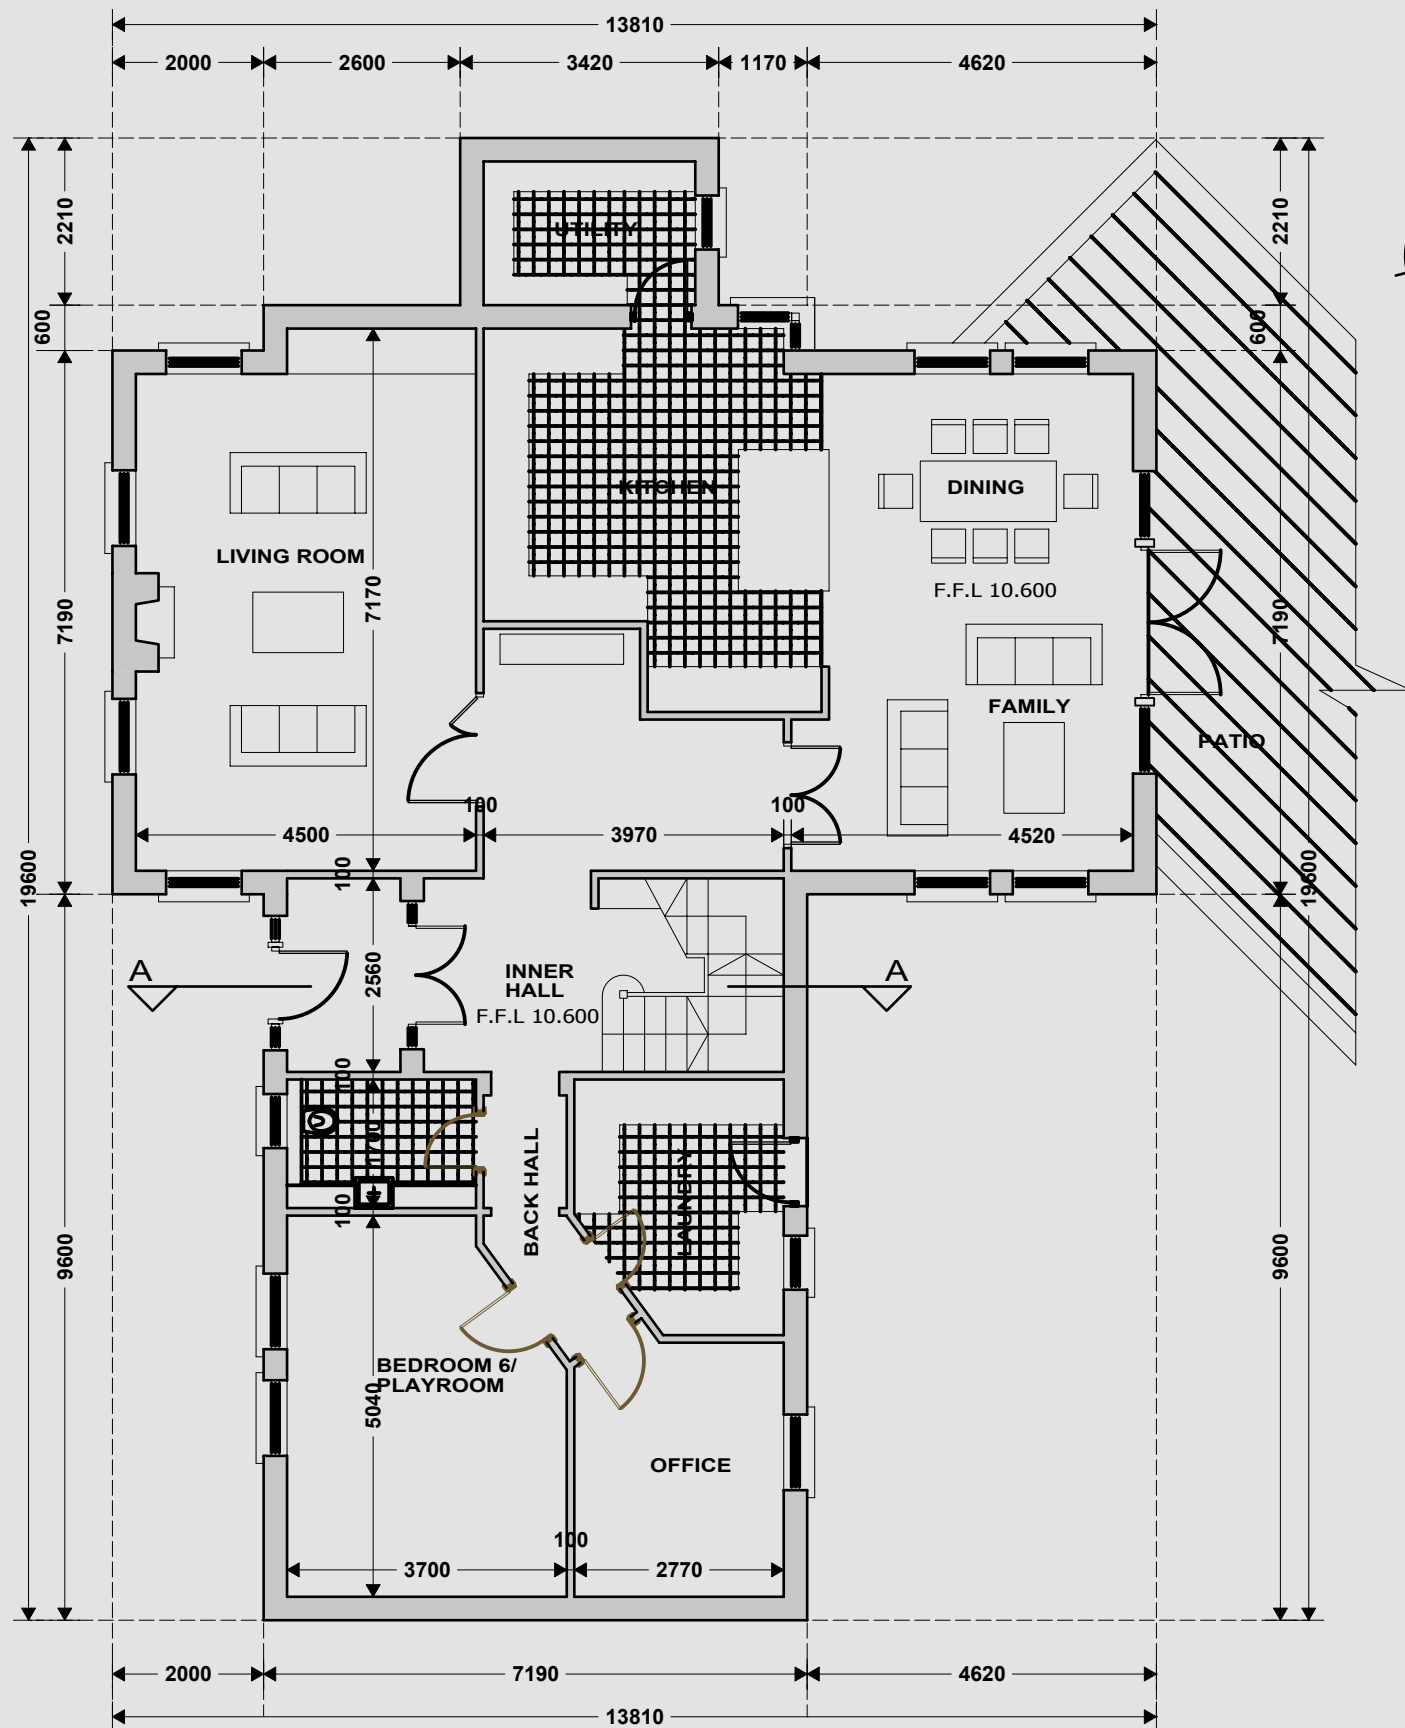 13810
2000 2600 3420 1170 4620
2210
2210
UTILITY
600
600
KITCHEN
DINING
LIVING ROOM
F.F.L 10.600
7170
7190
7190
FAMILY
PATIO
100
100
4500
3970
4520
100
19600
19600
A
INNER
HALL
A
2560
F.F.L 10.600
100
1700
BACK HALL
LAUNDRY
100
9600
9600
BEDROOM 6/
PLAYROOM
5040
OFFICE
100
3700
2770
2000 7190 4620
13810